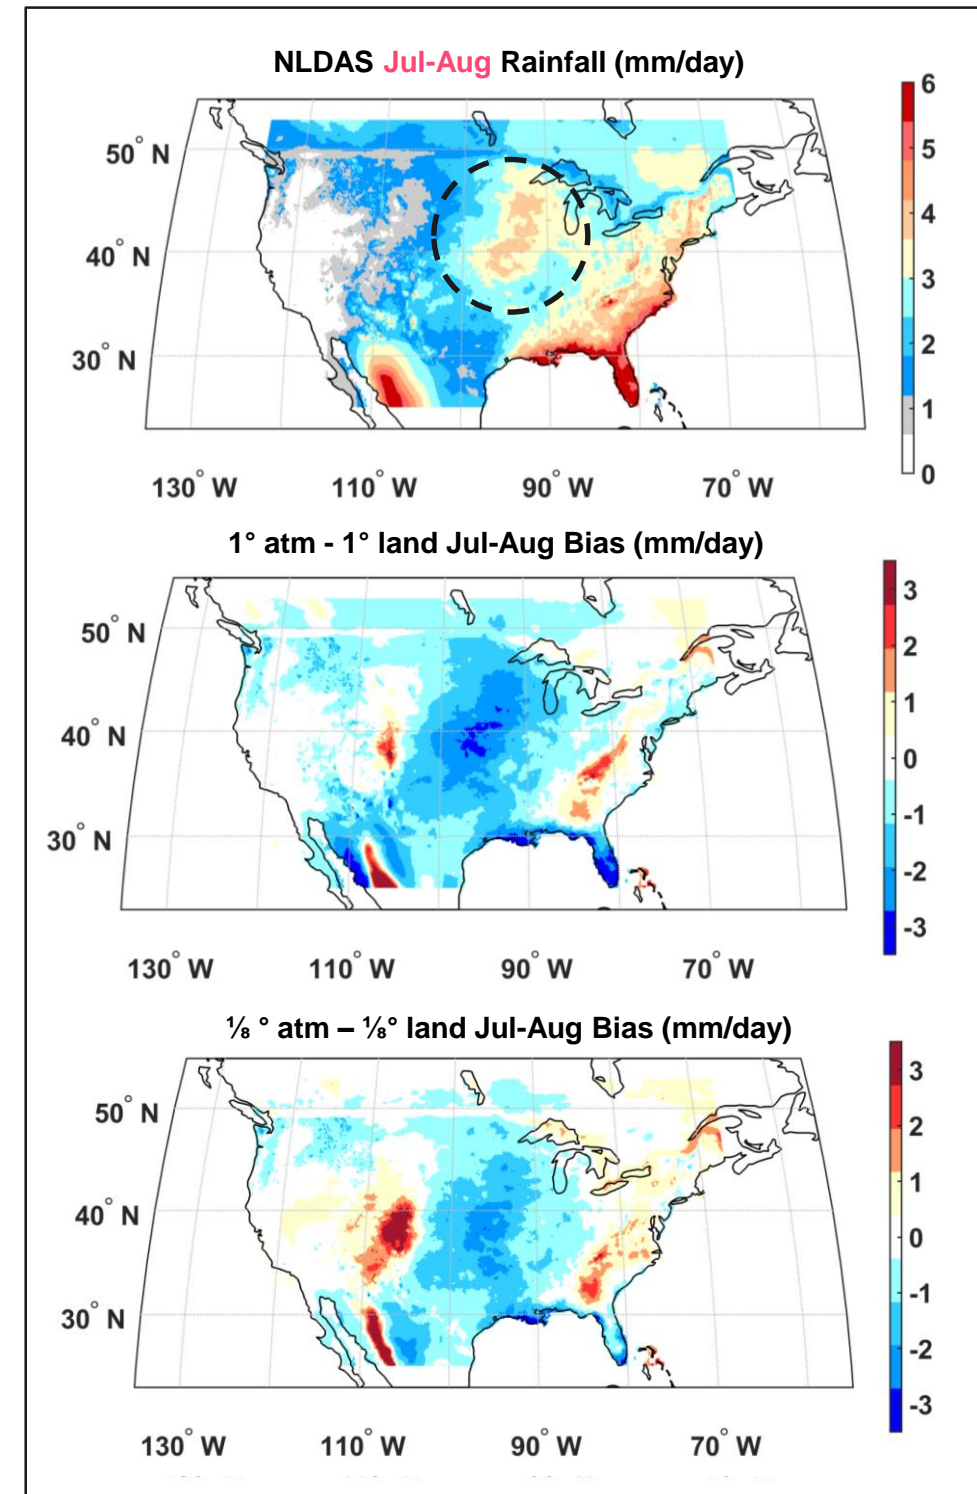 NLDAS Jul-Aug Rainfall (mm/day)
6
50° N
5
4
40° N
3
2
30° N
1
0
130° W 110° W 90° W 70° W
1° atm - 1° land Jul-Aug Bias (mm/day)
3
50° N
2
1
40° N
0
-1
30° N
-2
-3
130° W 110° W 90° W 70° W
⅛ ° atm – ⅛° land Jul-Aug Bias (mm/day)
3
50° N
2
1
40° N
0
-1
30° N
-2
-3
130° W 110° W 90° W 70° W